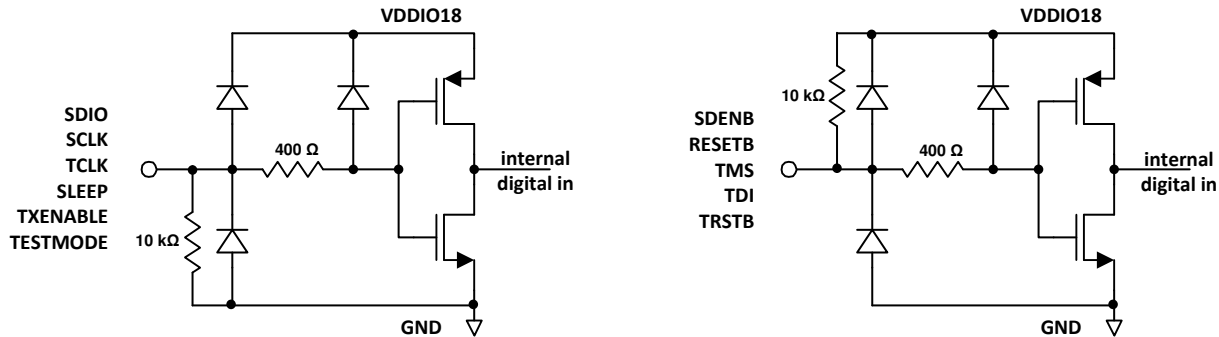 VDDIO18
SDIO
SCLK
TCLK
SLEEP
TXENABLE
TESTMODE
400 Ω
10 kΩ
internal
digital in
GND
VDDIO18
10 kΩ
SDENB
RESETB
TMS
TDI
TRSTB
400 Ω
internal
digital in
GND